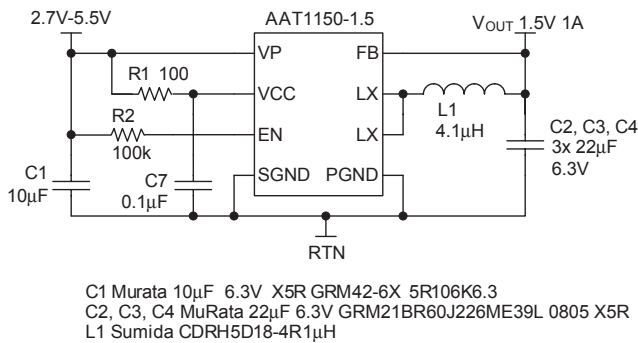 2.7V-5.5V
AAT1150-1.5
VOUT 1.5V 1A
VP
FB
R1 100
VCC
LX
L1
4.1µH
R2
100k
EN
LX
C2, C3, C4
3x 22µF
6.3V
C1
10µF
C7
0.1µF
SGND
PGND
RTN
C1 Murata 10µF 6.3V X5R GRM42-6X 5R106K6.3
C2, C3, C4 MuRata 22µF 6.3V GRM21BR60J226ME39L 0805 X5R
L1 Sumida CDRH5D18-4R1µH